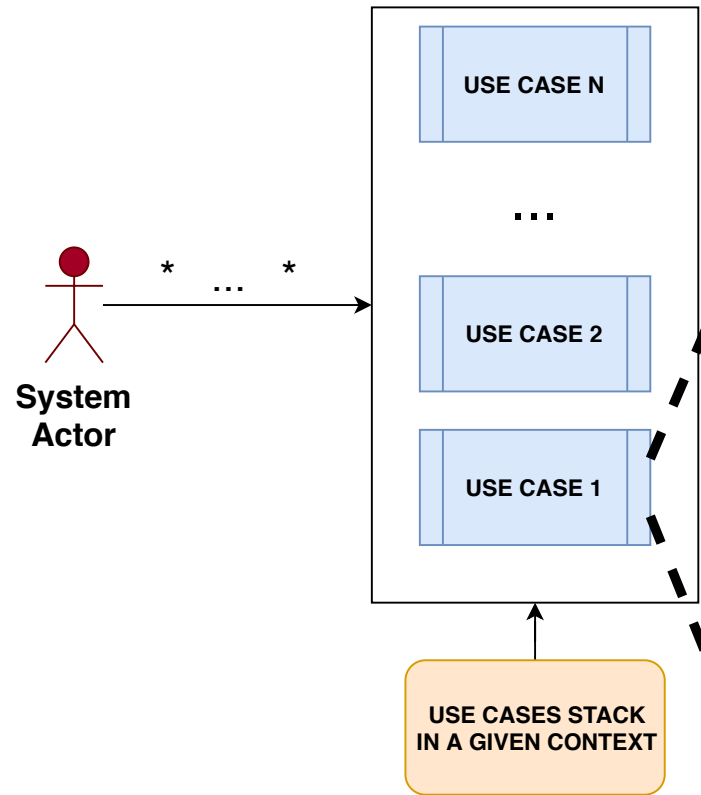 USE CASE N
...
* ... *
USE CASE 2
System
Actor
USE CASE 1
USE CASES STACK
IN A GIVEN CONTEXT